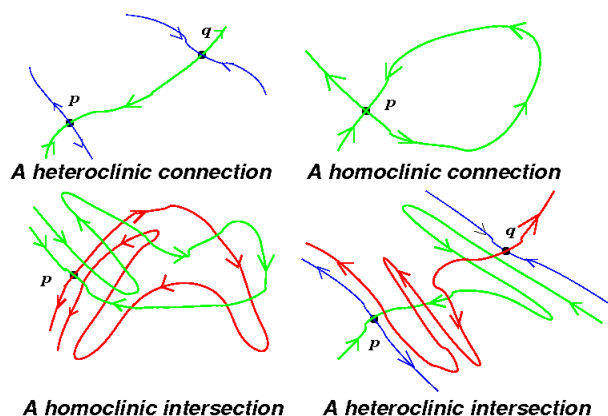 q
p
p
A heteroclinic connection
A homoclinic connection
q
p
p
A homoclinic intersection
A heteroclinic intersection